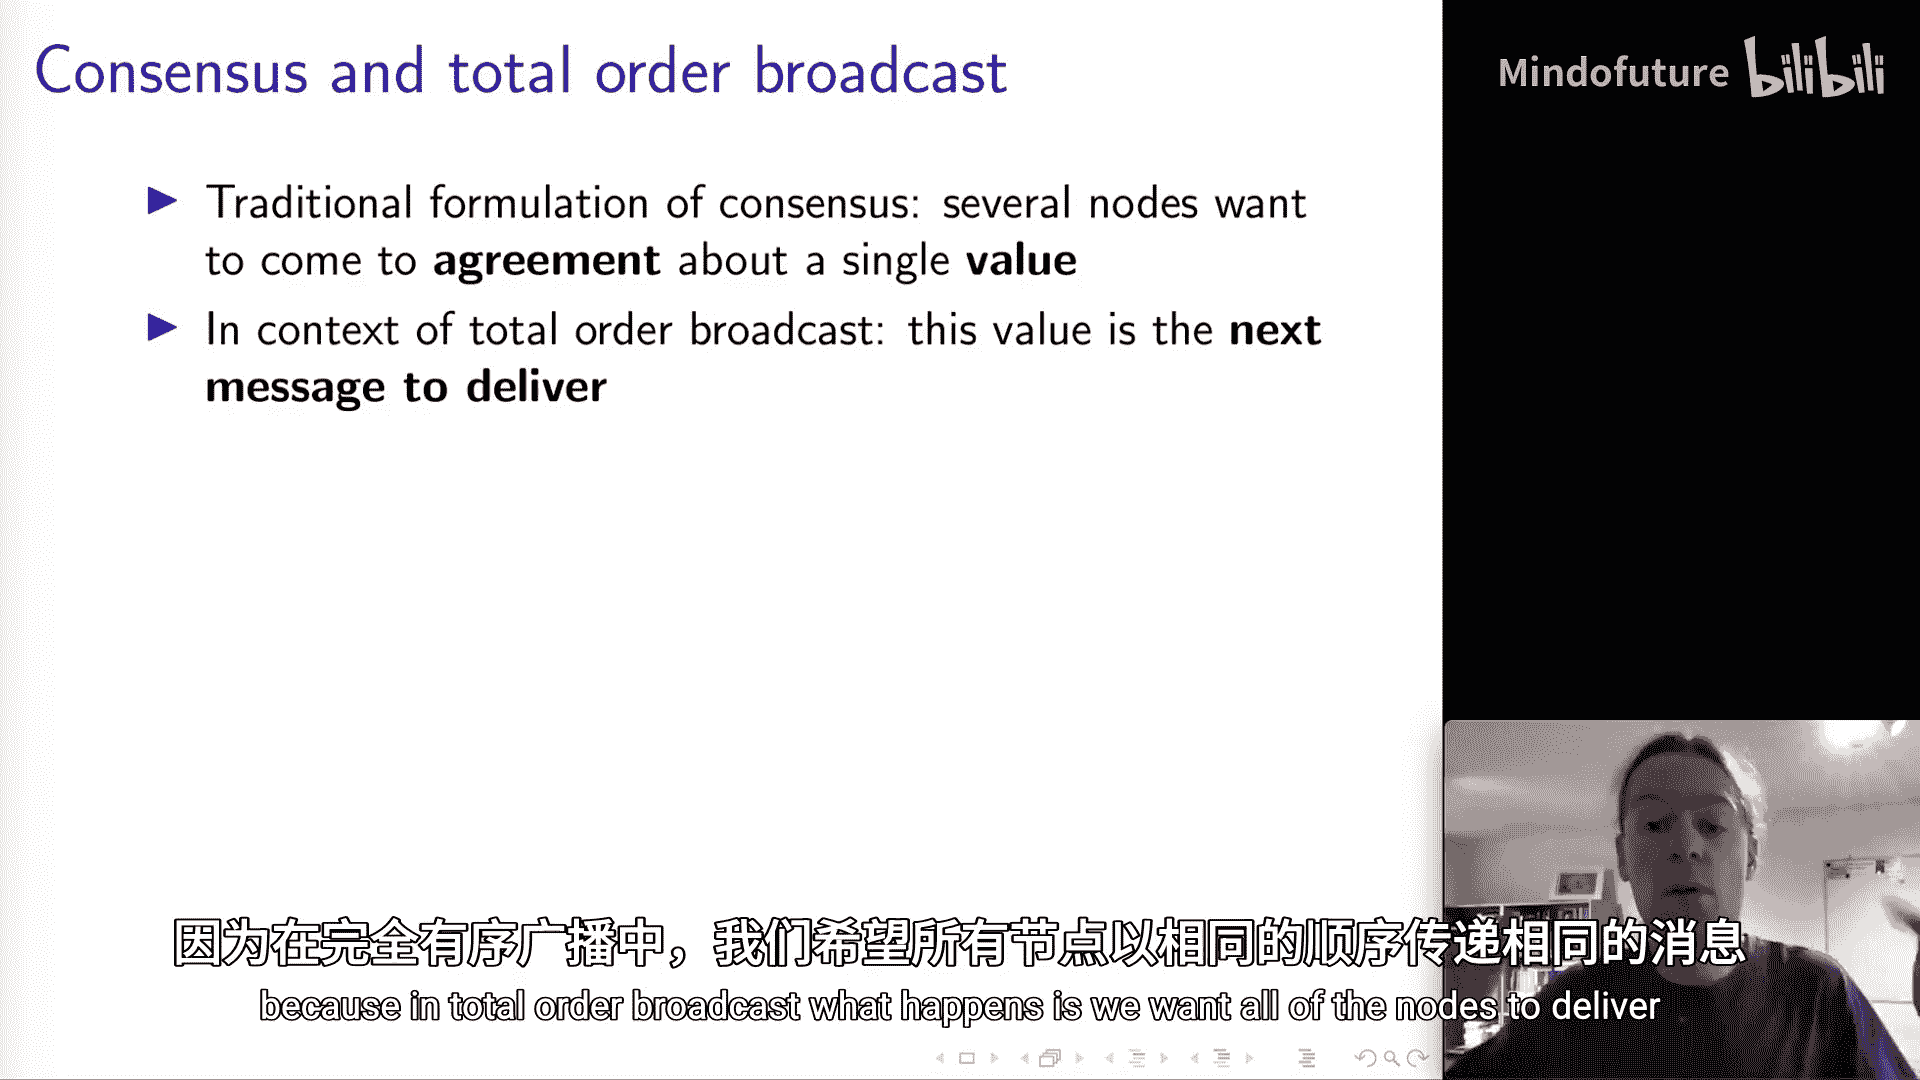 Consensus and total order broadcast
Mindofuture bilibili
▶ Traditional formulation of consensus: several nodes want
to come to agreement about a single value
▶ In context of total order broadcast: this value is the next
message to deliver
因为在完全有序广播中，我们希望所有节点以相同的顺序传递相同的消息
because in total order broadcast what happens is we want all of the nodes to deliver